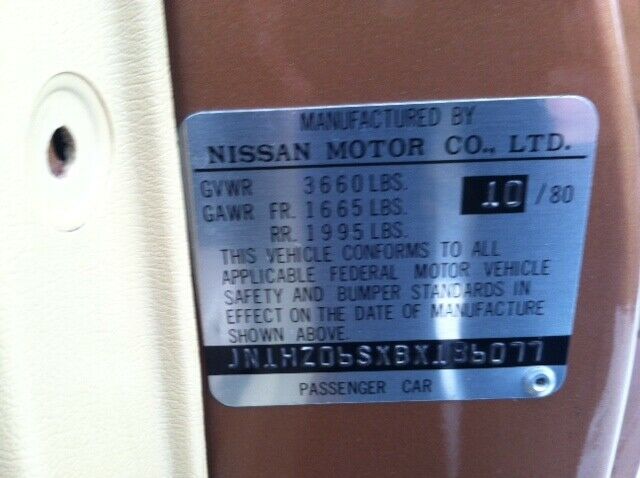 MANUFACTURED BY
NISSAN MOTOR CO., LTD.
GVWR 3660 LBS. 10 / 80
GAWR FR. 1665 LBS.
RR. 1995 LBS.
THIS VEHICLE CONFORMS TO ALL
APPLICABLE FEDERAL MOTOR VEHICLE
SAFETY AND BUMPER STANDARDS IN
EFFECT ON THE DATE OF MANUFACTURE
SHOWN ABOVE.
JN1HZ06SXBX136077
PASSENGER CAR